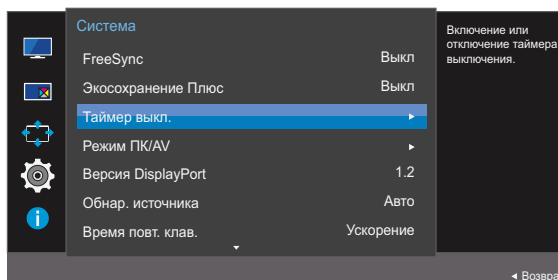 Система
FreeSync Выкл
Экосохранение Плюс Выкл
Таймер выкл.
Режим ПК/AV
Версия DisplayPort 1.2
Обнар. источника Авто
Время повт. клав. Ускорение
Включение или
отключение таймера
выключения.